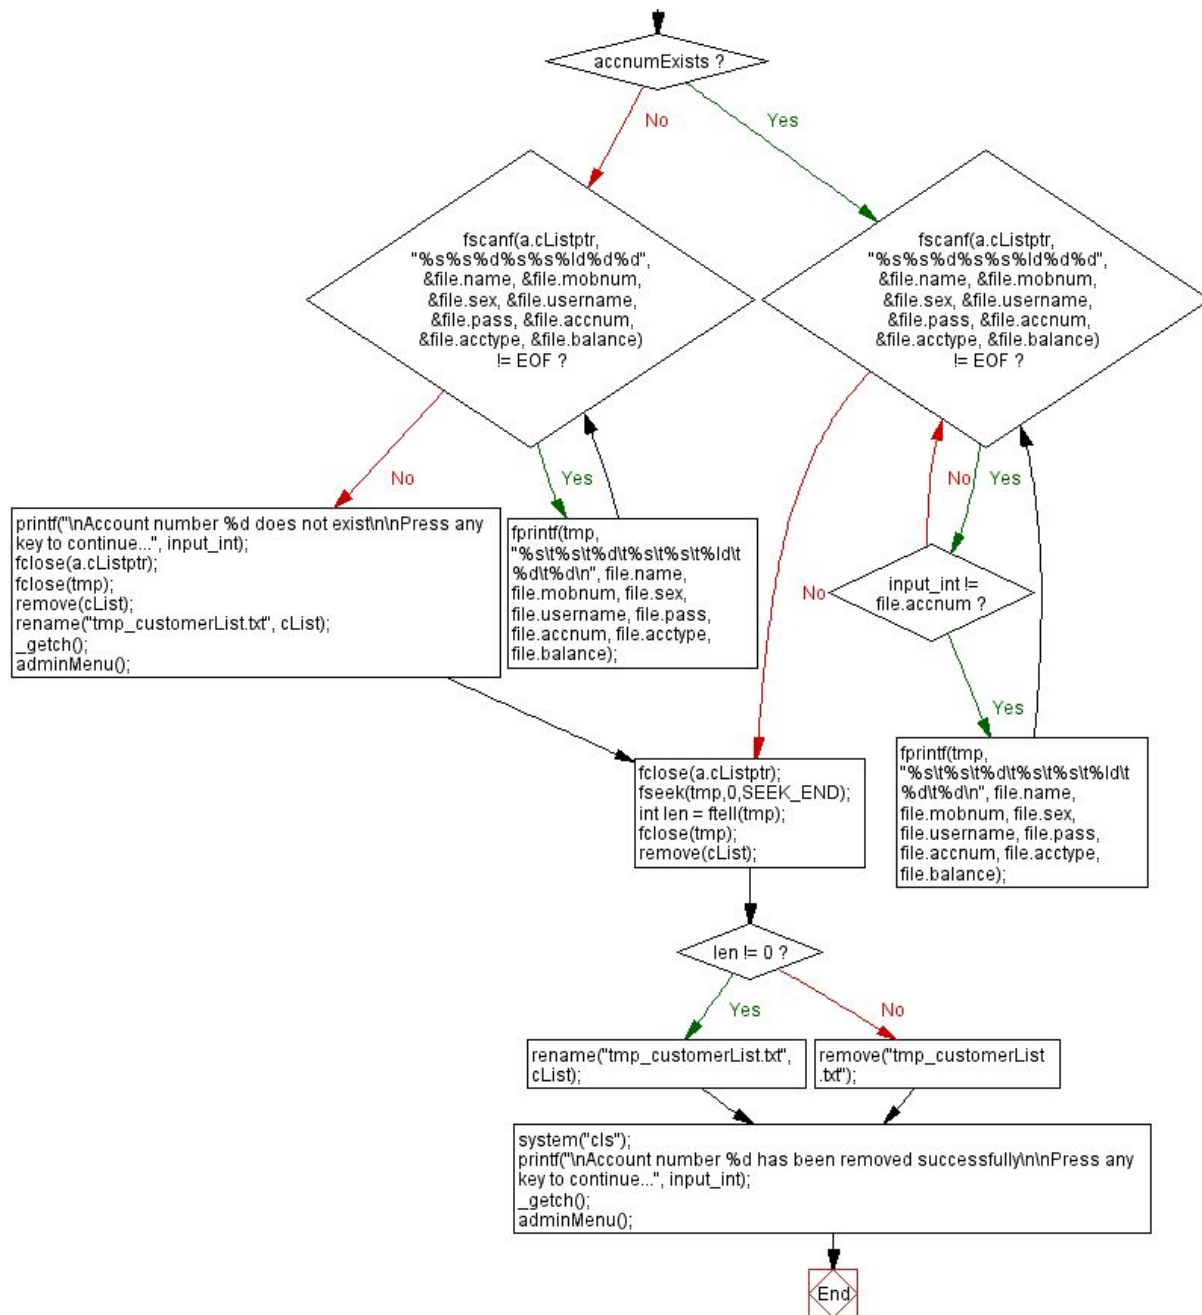 accnumExists ?
No
Yes
fscanf(a.cListptr,
"%s%s%d%s%s%ld%d%d",
&file.name, &file.mobnum,
&file.sex, &file.username,
&file.pass, &file.accnum,
&file.acctype, &file.balance)
!= EOF ?
fscanf(a.cListptr,
"%s%s%d%s%s%ld%d%d",
&file.name, &file.mobnum,
&file.sex, &file.username,
&file.pass, &file.accnum,
&file.acctype, &file.balance)
!= EOF ?
No
Yes
No
Yes
printf("\nAccount number %d does not exist\n\nPress any
key to continue...", input_int);
fclose(a.cListptr);
fclose(tmp);
remove(cList);
rename("tmp_customerList.txt", cList);
_getch();
adminMenu();
fprintf(tmp,
"%s\t%s\t%d\t%s\t%s\t%ld\t
%d\t%d\n", file.name,
file.mobnum, file.sex,
file.username, file.pass,
file.accnum, file.acctype,
file.balance);
No
input_int !=
file.accnum ?
Yes
fclose(a.cListptr);
fseek(tmp,0,SEEK_END);
int len = ftell(tmp);
fclose(tmp);
remove(cList);
fprintf(tmp,
"%s\t%s\t%d\t%s\t%s\t%ld\t
%d\t%d\n", file.name,
file.mobnum, file.sex,
file.username, file.pass,
file.accnum, file.acctype,
file.balance);
len != 0 ?
Yes
No
rename("tmp_customerList.txt",
cList);
remove("tmp_customerList
.txt");
system("cls");
printf("\nAccount number %d has been removed successfully\n\nPress any
key to continue...", input_int);
_getch();
adminMenu();
End